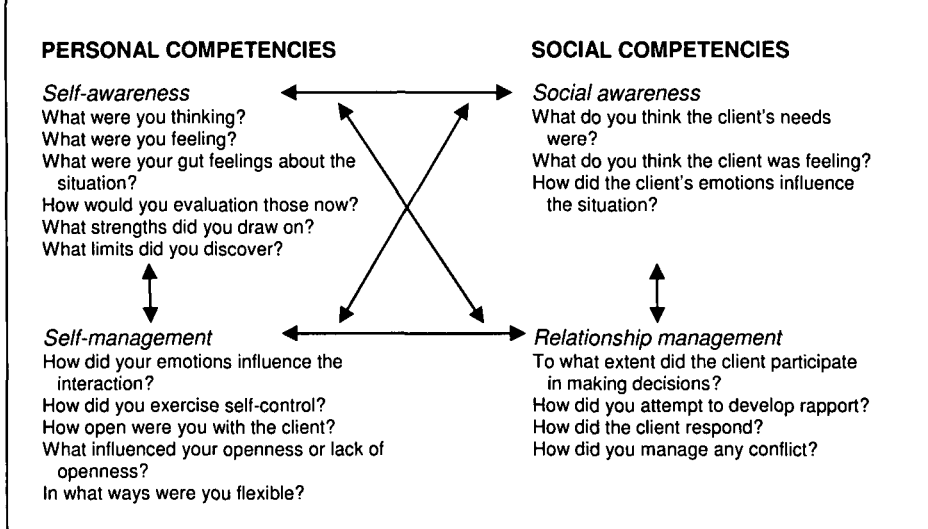 PERSONAL COMPETENCIES
Self-awareness
What were you thinking?
What were you feeling?
What were your gut feelings about the
situation?
How would you evaluation those now?
What strengths did you draw on?
What limits did you discover?
Self-management
How did your emotions influence the
interaction?
How did you exercise self-control?
How open were you with the client?
What influenced your openness or lack of
openness?
In what ways were you flexible?
SOCIAL COMPETENCIES
Social awareness
What do you think the client's needs
were?
What do you think the client was feeling?
How did the client's emotions influence
the situation?
Relationship management
To what extent did the client participate
in making decisions?
How did you attempt to develop rapport?
How did the client respond?
How did you manage any conflict?